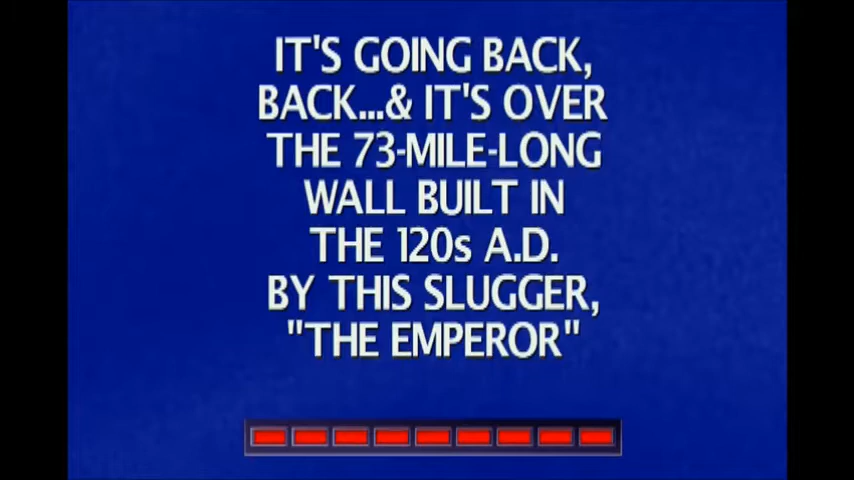 IT'S GOING BACK,
BACK...& IT'S OVER
THE 73-MILE-LONG
WALL BUILT IN
THE 120s A.D.
BY THIS SLUGGER,
"THE EMPEROR"